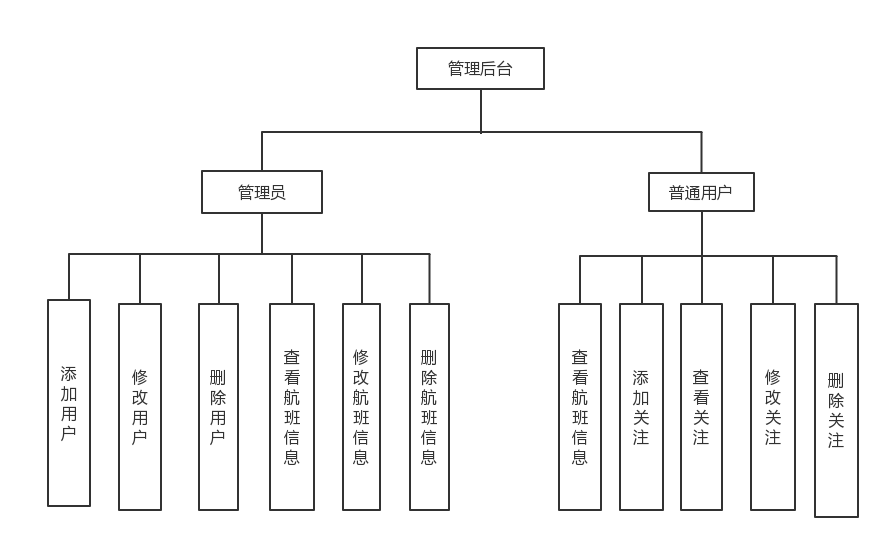 管理后台
管理员
普通用户
添加用户
修改用户
删除用户
查看航班信息
修改航班信息
删除航班信息
查看航班信息
添加关注
查看关注
修改关注
删除关注